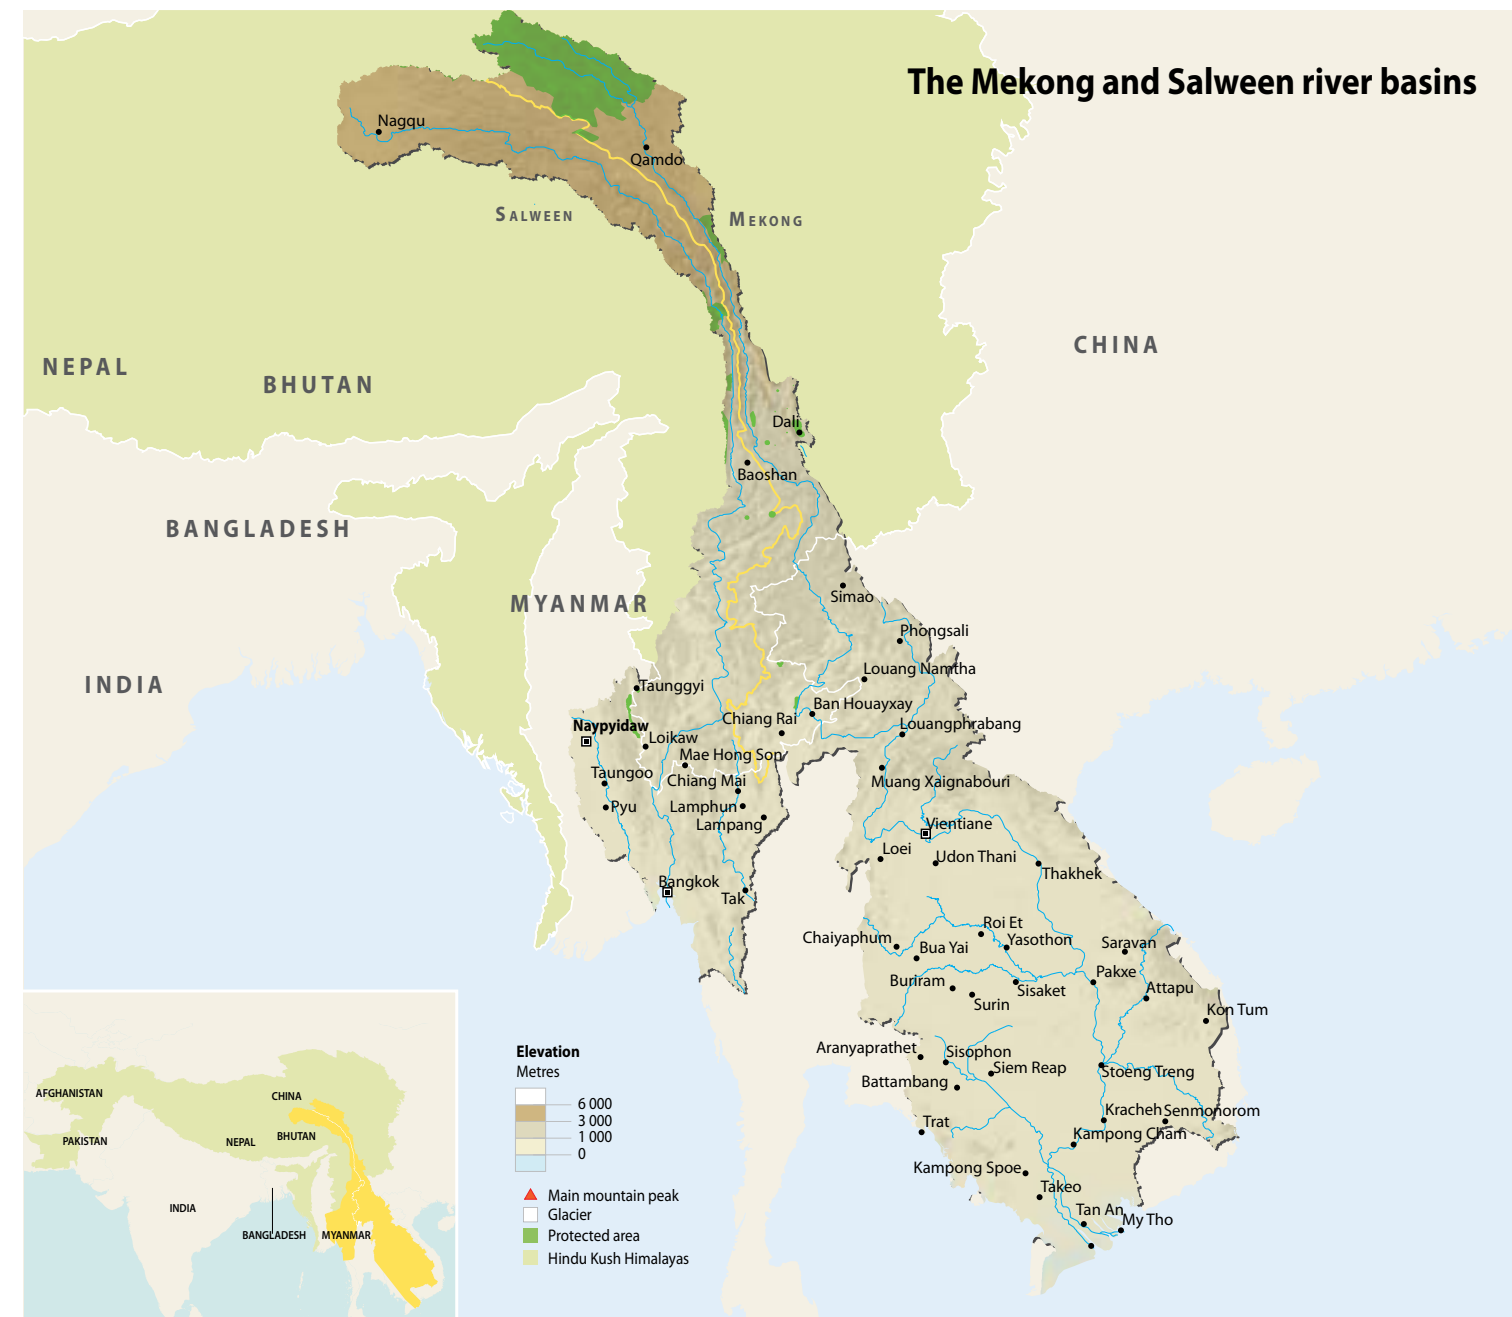 The Mekong and Salween river basins
Nagqu
Qamdo
SALWEEN
MEKONG
CHINA
NEPAL
BHUTAN
Dali
Baoshan
BANGLADESH
MYANMAR
Simao
Phongsali
Louang Namtha
INDIA
Taunggyi
Ban Houayxay
Chiang Rai
Louangphrabang
Naypyidaw
Loikaw
Mae Hong Son
Taungoo
Chiang Mai
Muang Xaignabouri
Pyu
Lamphun
Lampang
Vientiane
Loei
Udon Thani
Thakhek
Bangkok
Tak
Roi Et
Chaiyaphum
Bua Yai
Yasothon
Saravan
Buriram
Surin
Sisaket
Pakxe
Attapu
Kon Tum
Aranyaprathet
Sisophon
Siem Reap
Battambang
Stoeng Treng
Trat
Kracheh
Senmonorom
Kampong Cham
Kampong Spoe
Takeo
Tan An
My Tho
Elevation
Metres
6 000
3 000
1 000
0
Main mountain peak
Glacier
Protected area
Hindu Kush Himalayas
AFGHANISTAN
CHINA
PAKISTAN
NEPAL
BHUTAN
INDIA
BANGLADESH
MYANMAR